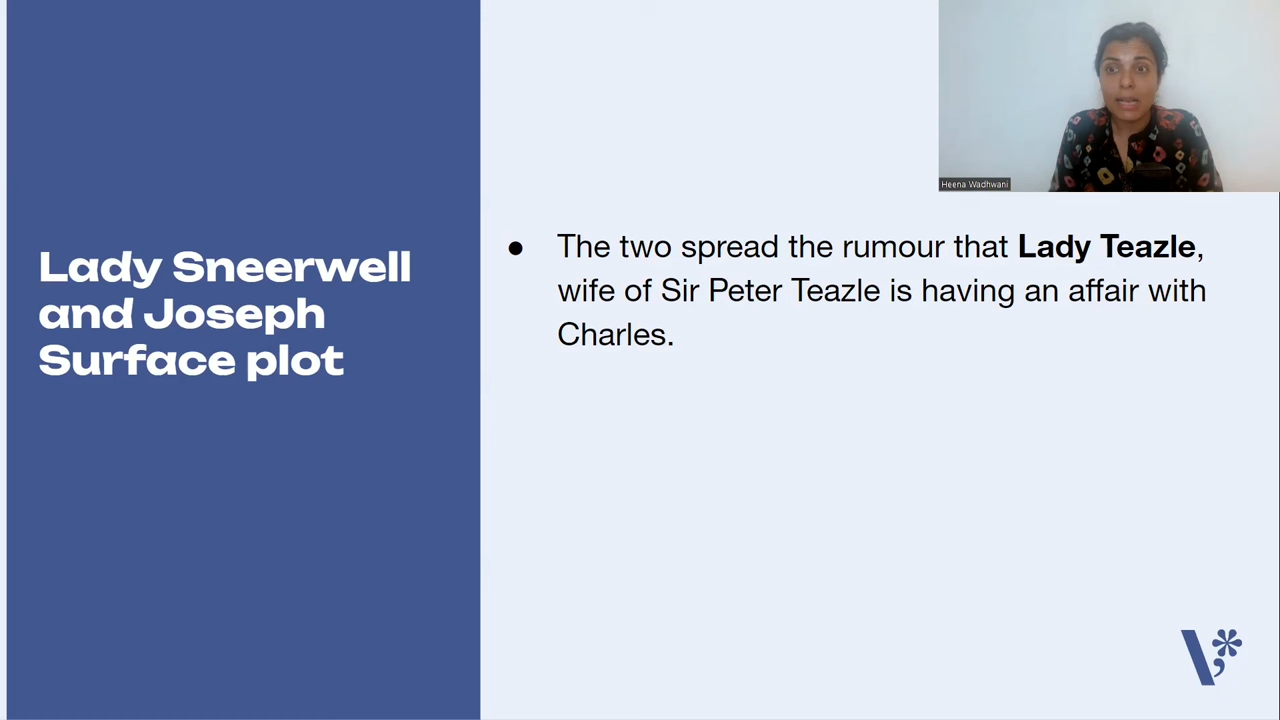 Heena Wadhwani
Lady Sneerwell
and Joseph
Surface plot
● The two spread the rumour that Lady Teazle,
wife of Sir Peter Teazle is having an affair with
Charles.